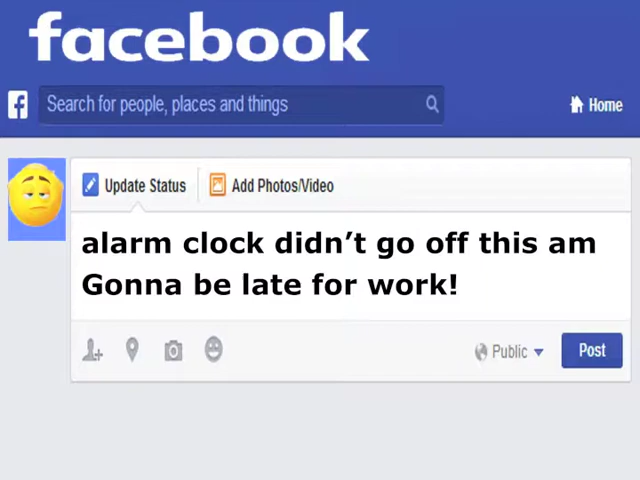 facebook
f Search for people, places and things Home
Update Status Add Photos/Video
alarm clock didn’t go off this am
Gonna be late for work!
Public Post